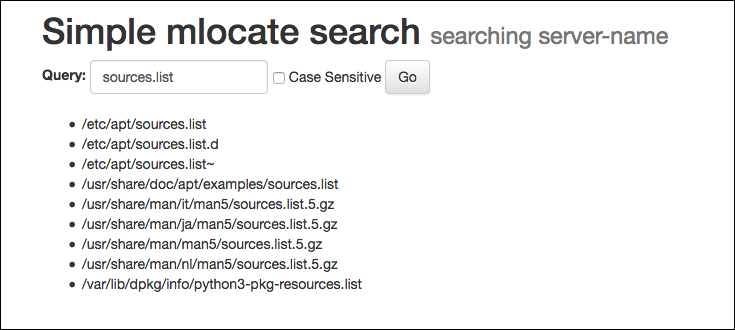 Simple mlocate search searching server-name
Query: sources.list Case Sensitive Go
/etc/apt/sources.list
/etc/apt/sources.list.d
/etc/apt/sources.list~
/usr/share/doc/apt/examples/sources.list
/usr/share/man/it/man5/sources.list.5.gz
/usr/share/man/ja/man5/sources.list.5.gz
/usr/share/man/man5/sources.list.5.gz
/usr/share/man/nl/man5/sources.list.5.gz
/var/lib/dpkg/info/python3-pkg-resources.list